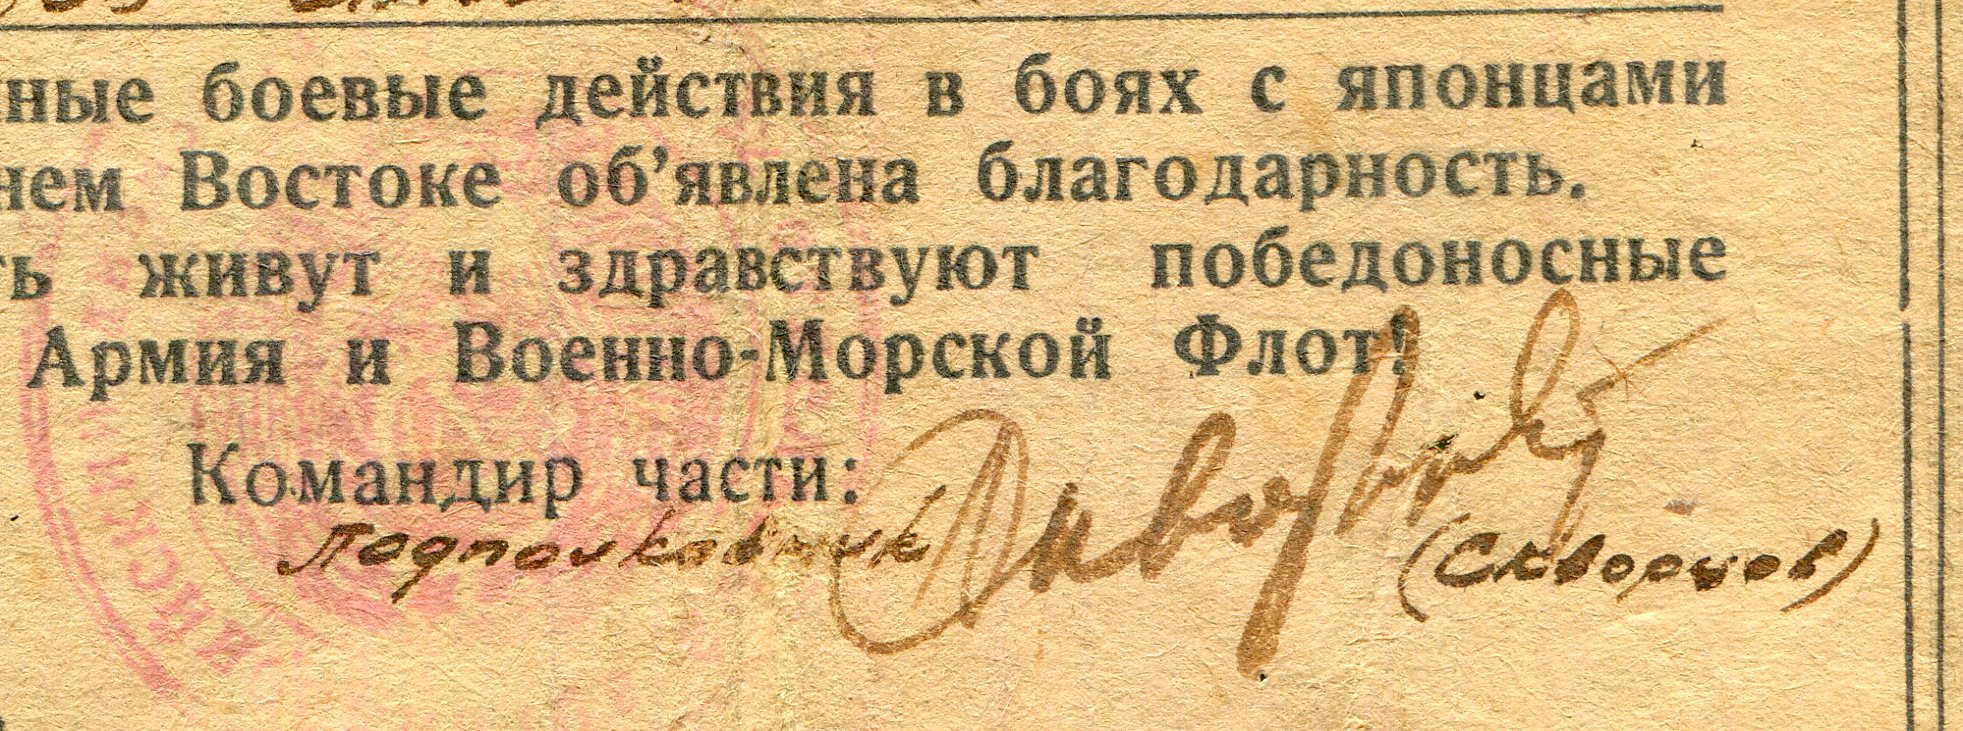 ные боевые действия в боях с японцами
нем Востоке об’явлена благодарность.
ть живут и здравствуют победоносные
Армия и Военно-Морской Флот!
Командир части:
Подполковник (Скворцов)